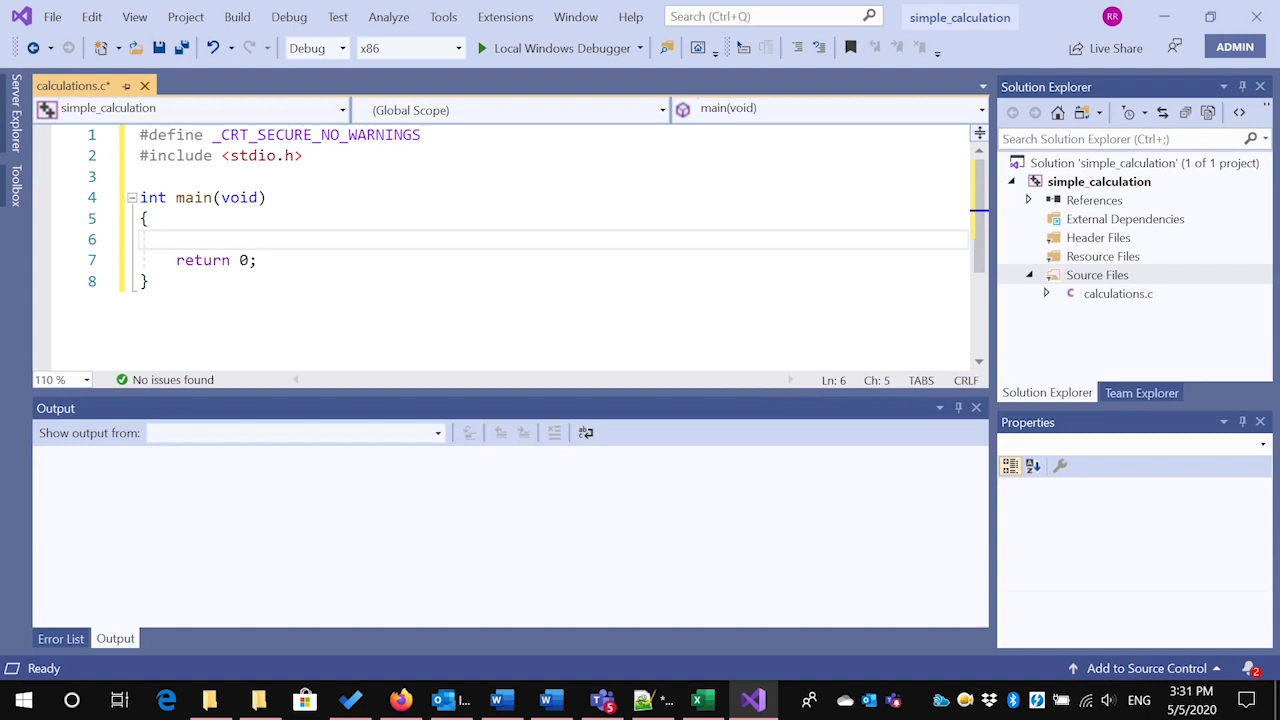 File Edit View Project Build Debug Test Analyze Tools Extensions Window Help Search (Ctrl+Q) simple_calculation RR
Debug x86 Local Windows Debugger Live Share ADMIN
Server Explorer
Toolbox
calculations.c*
simple_calculation (Global Scope) main(void)
1 #define _CRT_SECURE_NO_WARNINGS
2 #include <stdio.h>
3
4 int main(void)
5 {
6
7 return 0;
8 }
110 % No issues found Ln: 6 Ch: 5 TABS CRLF
Output
Show output from:
Error List Output
Solution Explorer
Search Solution Explorer (Ctrl+;)
Solution 'simple_calculation' (1 of 1 project)
simple_calculation
References
External Dependencies
Header Files
Resource Files
Source Files
calculations.c
Solution Explorer Team Explorer
Properties
Ready Add to Source Control 2
I... 5 *... ENG 3:31 PM
5/5/2020